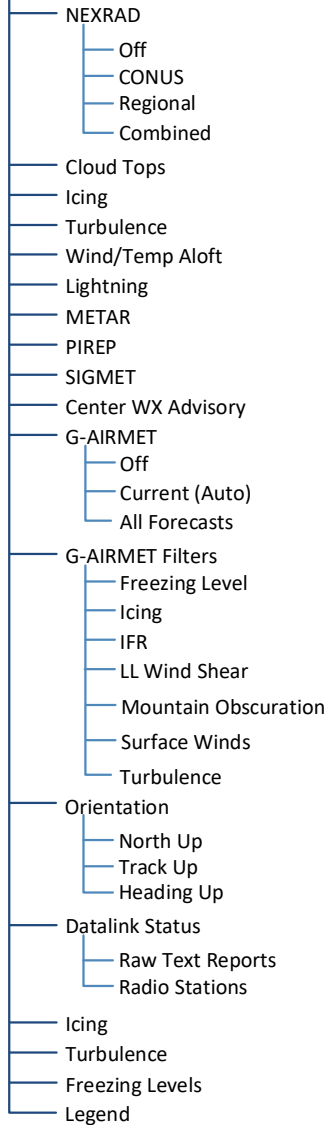 NEXRAD
Off
CONUS
Regional
Combined
Cloud Tops
Icing
Turbulence
Wind/Temp Aloft
Lightning
METAR
PIREP
SIGMET
Center WX Advisory
G-AIRMET
Off
Current (Auto)
All Forecasts
G-AIRMET Filters
Freezing Level
Icing
IFR
LL Wind Shear
Mountain Obscuration
Surface Winds
Turbulence
Orientation
North Up
Track Up
Heading Up
Datalink Status
Raw Text Reports
Radio Stations
Icing
Turbulence
Freezing Levels
Legend